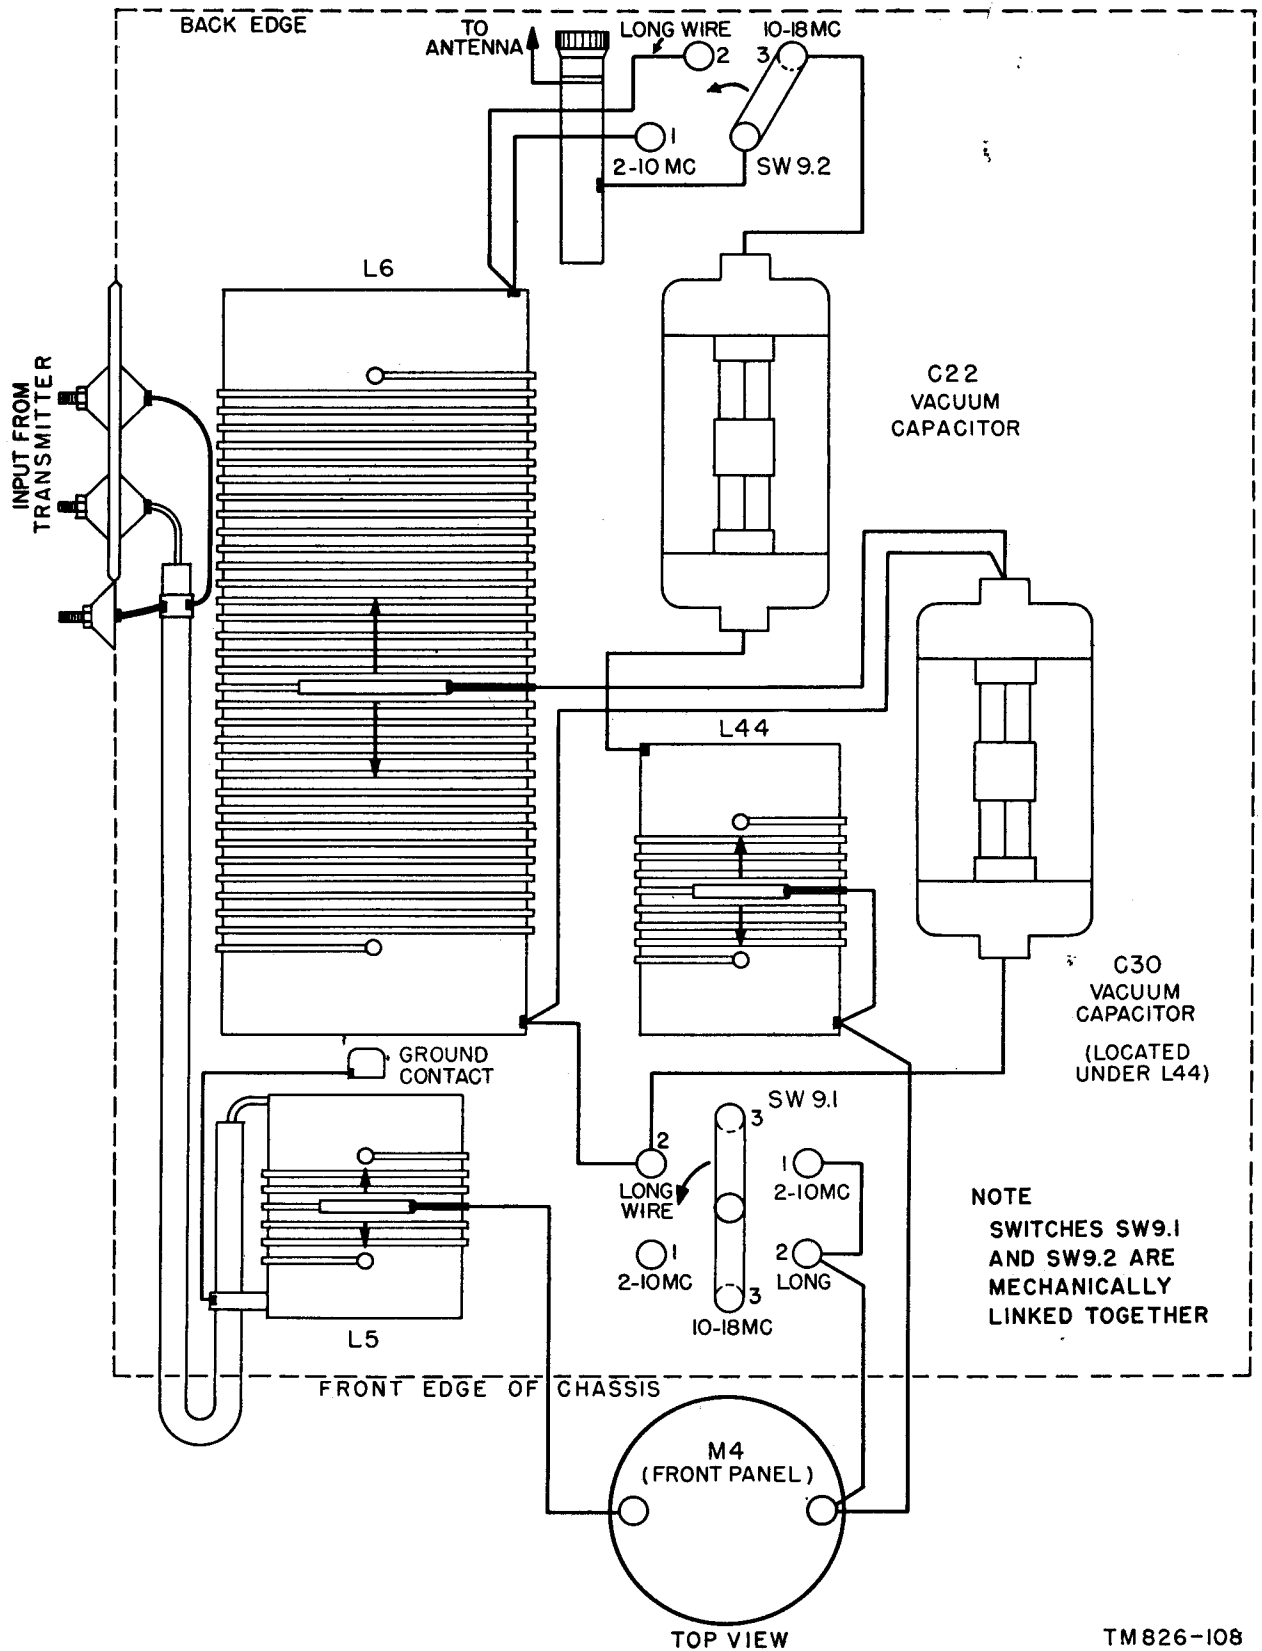 BACK EDGE
TO
ANTENNA
LONG WIRE
2
10-18 MC
3
1
2-10 MC
SW 9.2
L6
INPUT FROM
TRANSMITTER
C22
VACUUM
CAPACITOR
L44
C30
VACUUM
CAPACITOR
(LOCATED
UNDER L44)
GROUND
CONTACT
SW 9.1
3
2
LONG
WIRE
1
2-10MC
1
2-10MC
2
LONG
3
10-18MC
L5
NOTE
SWITCHES SW9.1
AND SW9.2 ARE
MECHANICALLY
LINKED TOGETHER
FRONT EDGE OF CHASSIS
M4
(FRONT PANEL)
TOP VIEW
TM826-108